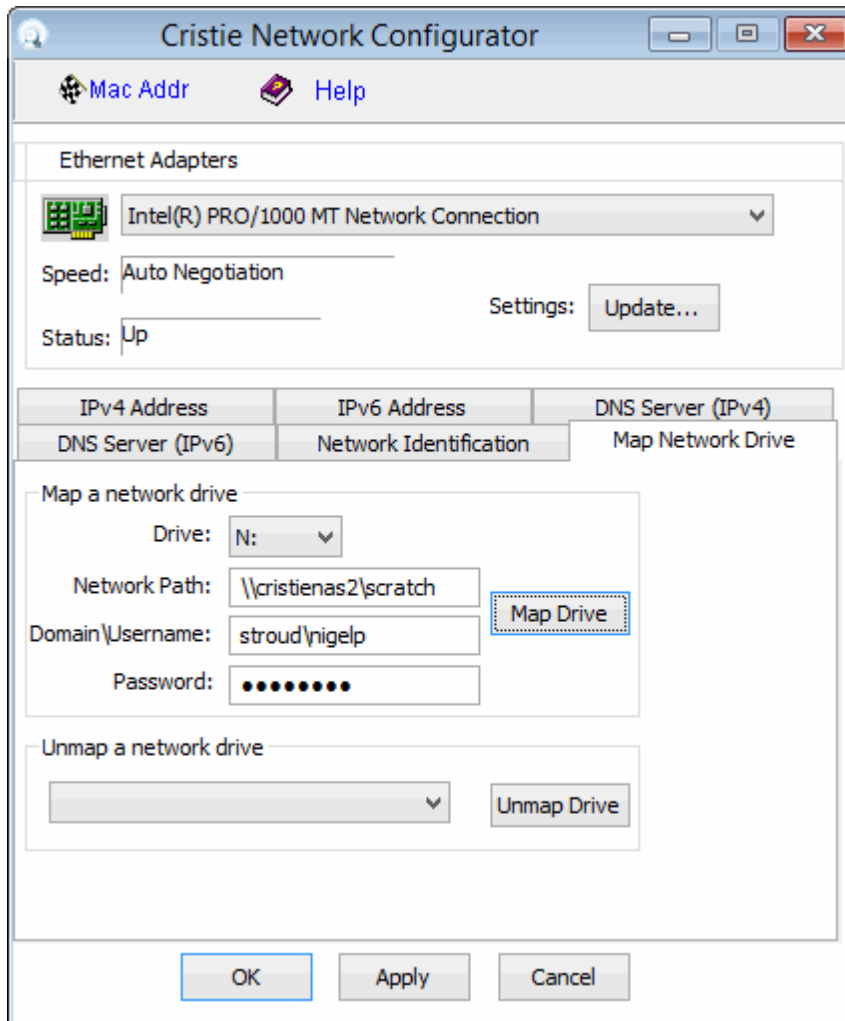 Cristie Network Configurator
Mac Addr Help
Ethernet Adapters
Intel(R) PRO/1000 MT Network Connection
Speed: Auto Negotiation
Settings: Update...
Status: Up
IPv4 Address IPv6 Address DNS Server (IPv4)
DNS Server (IPv6) Network Identification Map Network Drive
Map a network drive
Drive: N:
Network Path: \\cristienas2\scratch
Map Drive
Domain\Username: stroud\nigelp
Password: ●●●●●●●●
Unmap a network drive
Unmap Drive
OK Apply Cancel